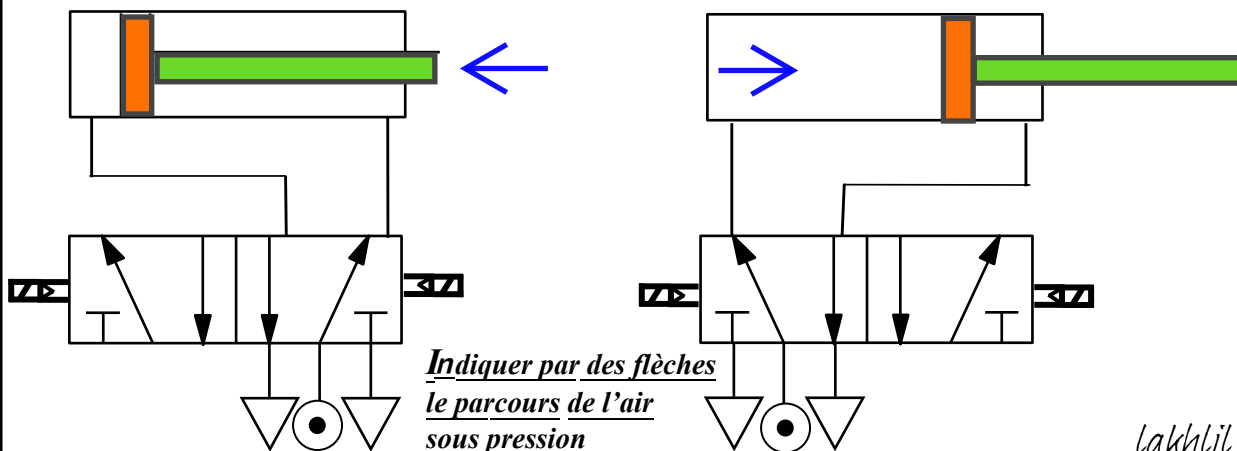 Indiquer par des flèches
le parcours de l’air
sous pression
lakhlil